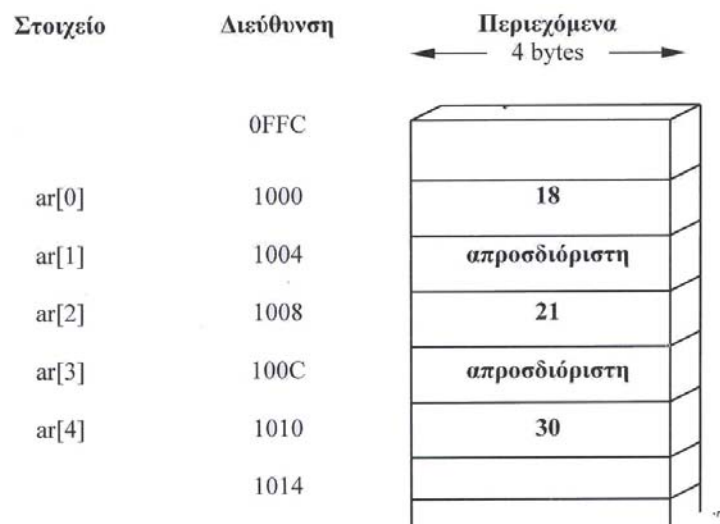 Στοιχείο Διεύθυνση Περιεχόμενα
4 bytes
0FFC
ar[0] 1000 18
ar[1] 1004 απροσδιόριστη
ar[2] 1008 21
ar[3] 100C απροσδιόριστη
ar[4] 1010 30
1014